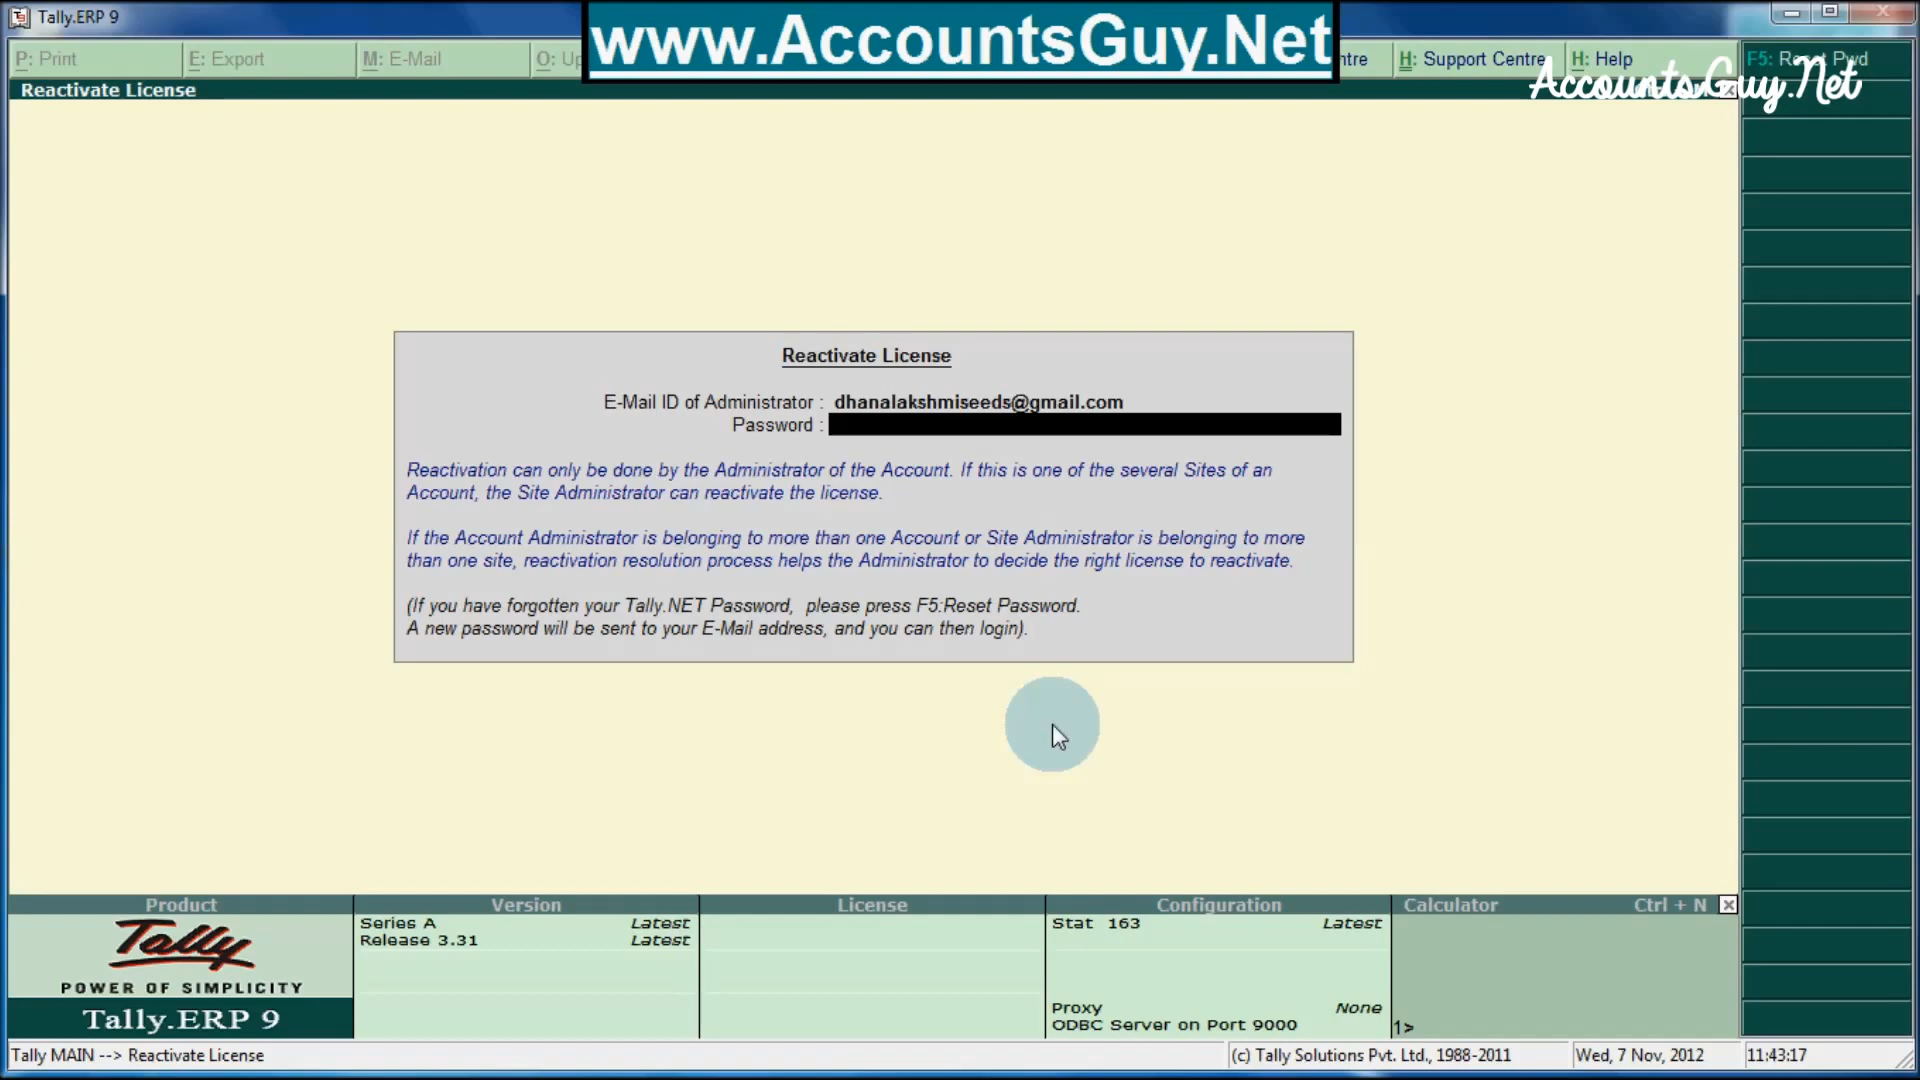 Tally.ERP 9
www.AccountsGuy.Net
P: Print
E: Export
M: E-Mail
O: Up
ntre
H: Support Centre
H: Help
F5: Reset Pwd
AccountsGuy.Net
Reactivate License
Reactivate License
E-Mail ID of Administrator : dhanalakshmiseeds@gmail.com
Password :
Reactivation can only be done by the Administrator of the Account. If this is one of the several Sites of an
Account, the Site Administrator can reactivate the license.
If the Account Administrator is belonging to more than one Account or Site Administrator is belonging to more
than one site, reactivation resolution process helps the Administrator to decide the right license to reactivate.
(If you have forgotten your Tally.NET Password, please press F5:Reset Password.
A new password will be sent to your E-Mail address, and you can then login).
Product
Version
License
Configuration
Calculator
Ctrl + N
Tally
POWER OF SIMPLICITY
Tally.ERP 9
Series A Latest
Release 3.31 Latest
Stat 163 Latest
Proxy None
ODBC Server on Port 9000
1>
Tally MAIN --> Reactivate License
(c) Tally Solutions Pvt. Ltd., 1988-2011
Wed, 7 Nov, 2012
11:43:17